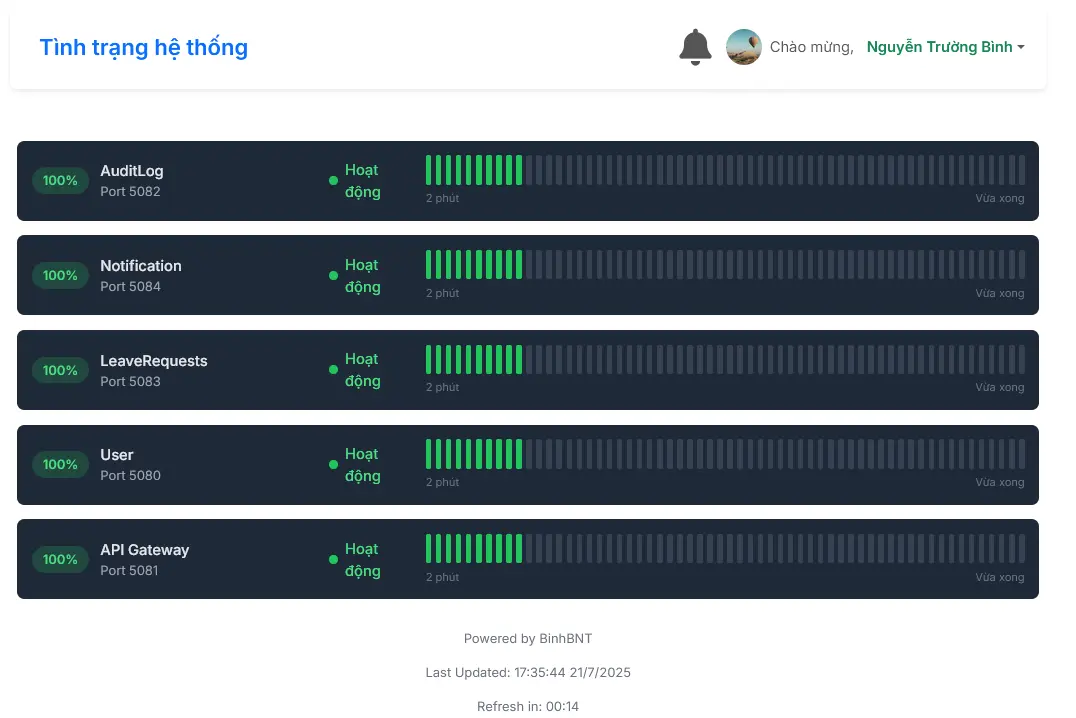 Tình trạng hệ thống
Chào mừng, Nguyễn Trường Bình
100%
AuditLog
Port 5082
Hoạt
động
2 phút
Vừa xong
100%
Notification
Port 5084
Hoạt
động
2 phút
Vừa xong
100%
LeaveRequests
Port 5083
Hoạt
động
2 phút
Vừa xong
100%
User
Port 5080
Hoạt
động
2 phút
Vừa xong
100%
API Gateway
Port 5081
Hoạt
động
2 phút
Vừa xong
Powered by BinhBNT
Last Updated: 17:35:44 21/7/2025
Refresh in: 00:14